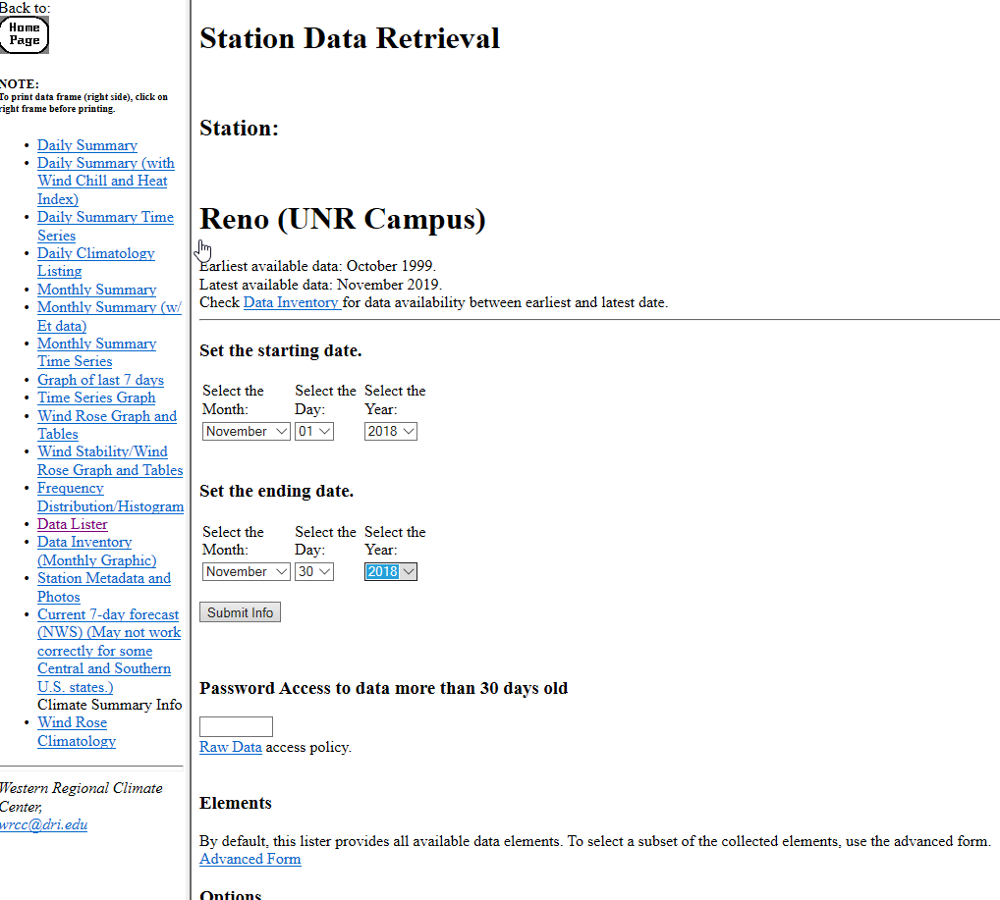 Back to:
Home
Page
NOTE:
To print data frame (right side), click on
right frame before printing.
• Daily Summary
• Daily Summary (with
Wind Chill and Heat
Index)
• Daily Summary Time
Series
• Daily Climatology
Listing
• Monthly Summary
• Monthly Summary (w/
Et data)
• Monthly Summary
Time Series
• Graph of last 7 days
• Time Series Graph
• Wind Rose Graph and
Tables
• Wind Stability/Wind
Rose Graph and Tables
• Frequency
Distribution/Histogram
• Data Lister
• Data Inventory
(Monthly Graphic)
• Station Metadata and
Photos
• Current 7-day forecast
(NWS) (May not work
correctly for some
Central and Southern
U.S. states.)
Climate Summary Info
• Wind Rose
Climatology
Western Regional Climate
Center,
wrcc@dri.edu
Station Data Retrieval
Station:
Reno (UNR Campus)
Earliest available data: October 1999.
Latest available data: November 2019.
Check Data Inventory for data availability between earliest and latest date.
Set the starting date.
Select the Select the Select the
Month: Day: Year:
November 01 2018
Set the ending date.
Select the Select the Select the
Month: Day: Year:
November 30 2018
Submit Info
Password Access to data more than 30 days old
Raw Data access policy.
Elements
By default, this lister provides all available data elements. To select a subset of the collected elements, use the advanced form.
Advanced Form
Options